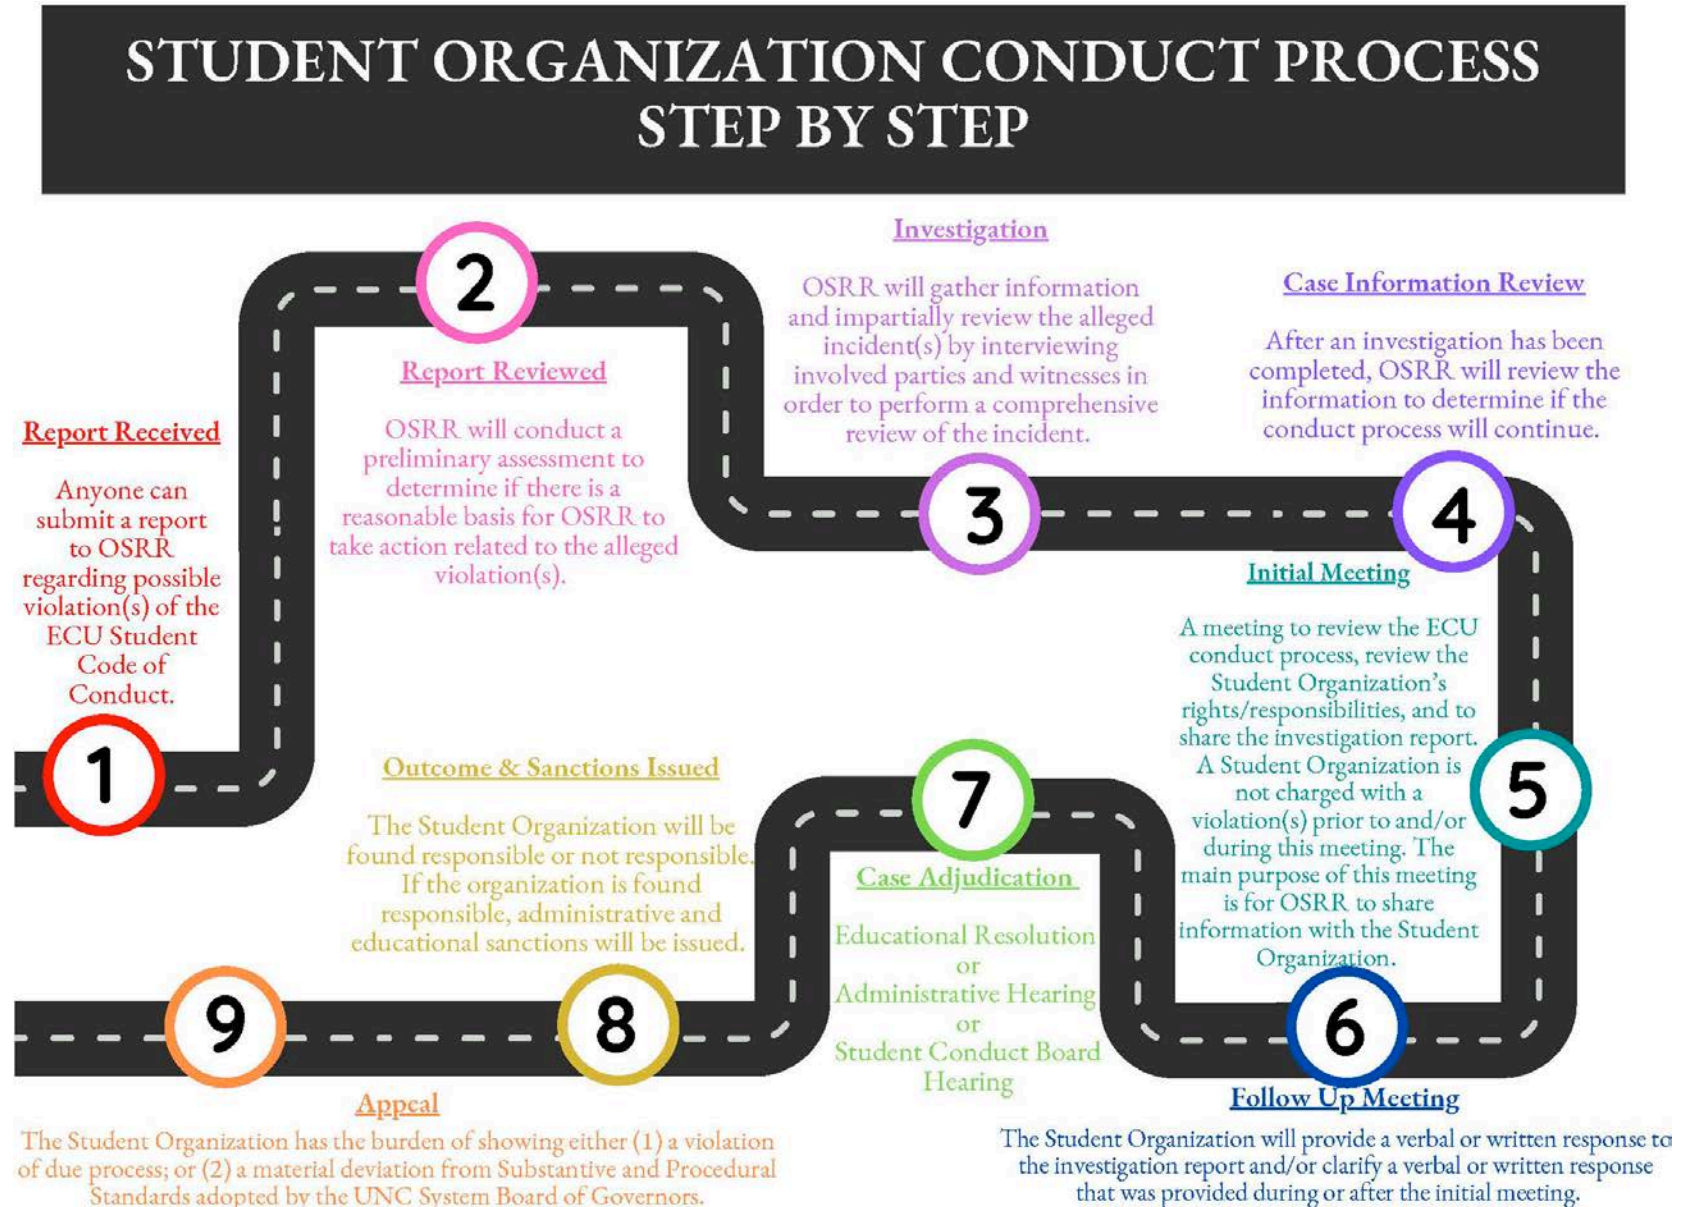 STUDENT ORGANIZATION CONDUCT PROCESS
STEP BY STEP
1
Report Received
Anyone can
submit a report
to OSRR
regarding possible
violation(s) of the
ECU Student
Code of
Conduct.
2
Report Reviewed
OSRR will conduct a
preliminary assessment to
determine if there is a
reasonable basis for OSRR to
take action related to the alleged
violation(s).
3
Investigation
OSRR will gather information
and impartially review the alleged
incident(s) by interviewing
involved parties and witnesses in
order to perform a comprehensive
review of the incident.
4
Case Information Review
After an investigation has been
completed, OSRR will review the
information to determine if the
conduct process will continue.
5
Initial Meeting
A meeting to review the ECU
conduct process, review the
Student Organization's
rights/responsibilities, and to
share the investigation report.
A Student Organization is
not charged with a
violation(s) prior to and/or
during this meeting. The
main purpose of this meeting
is for OSRR to share
information with the Student
Organization.
6
Follow Up Meeting
The Student Organization will provide a verbal or written response to
the investigation report and/or clarify a verbal or written response
that was provided during or after the initial meeting.
7
Case Adjudication
Educational Resolution
or
Administrative Hearing
or
Student Conduct Board
Hearing
8
Outcome & Sanctions Issued
The Student Organization will be
found responsible or not responsible.
If the organization is found
responsible, administrative and
educational sanctions will be issued.
9
Appeal
The Student Organization has the burden of showing either (1) a violation
of due process; or (2) a material deviation from Substantive and Procedural
Standards adopted by the UNC System Board of Governors.